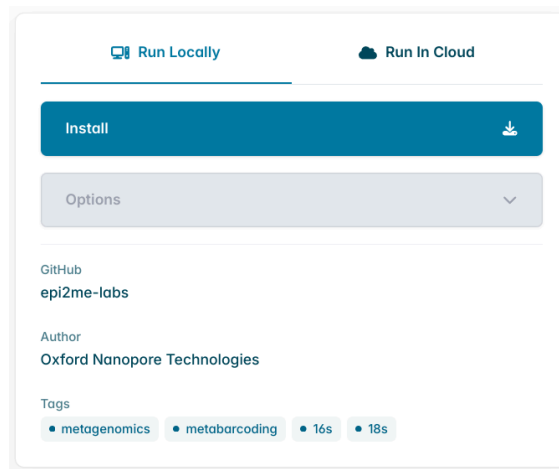 Run Locally
Run In Cloud
Install
Options
GitHub
epi2me-labs
Author
Oxford Nanopore Technologies
Tags
metagenomics metabarcoding 16s 18s